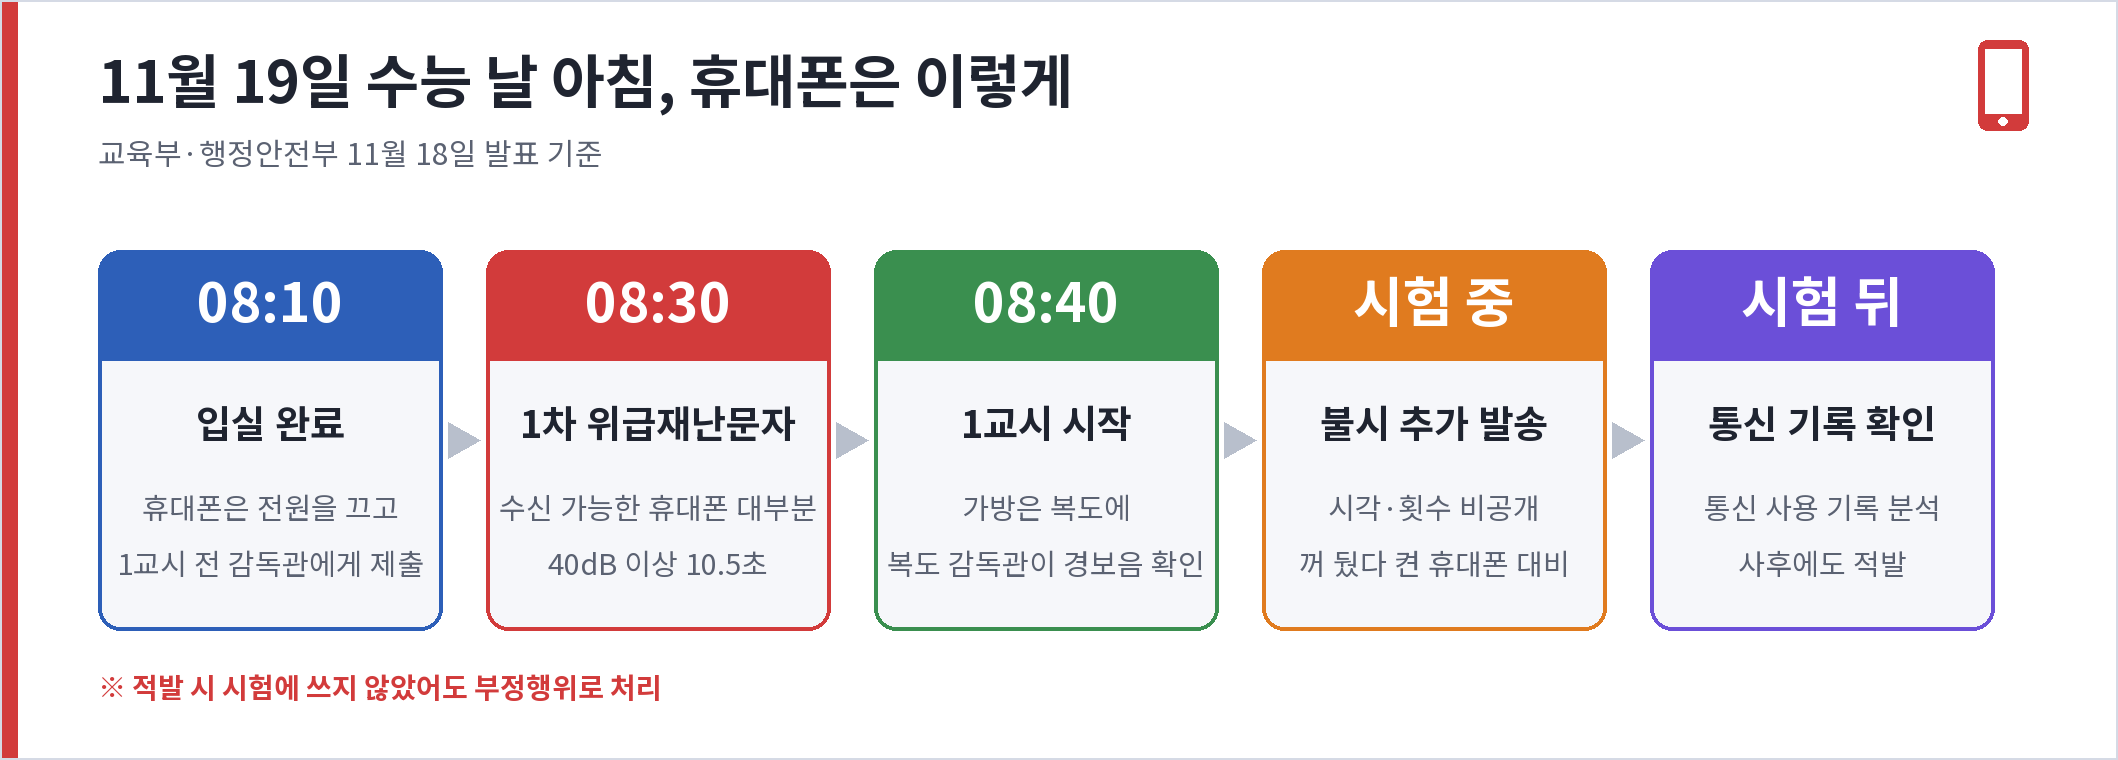 11월 19일 수능 날 아침, 휴대폰은 이렇게
교육부·행정안전부 11월 18일 발표 기준
08:10
입실 완료
휴대폰은 전원을 끄고
1교시 전 감독관에게 제출
08:30
1차 위급재난문자
수신 가능한 휴대폰 대부분
40dB 이상 10.5초
08:40
1교시 시작
가방은 복도에
복도 감독관이 경보음 확인
시험 중
불시 추가 발송
시각·횟수 비공개
꺼 뒀다 켠 휴대폰 대비
시험 뒤
통신 기록 확인
통신 사용 기록 분석
사후에도 적발
※ 적발 시 시험에 쓰지 않았어도 부정행위로 처리